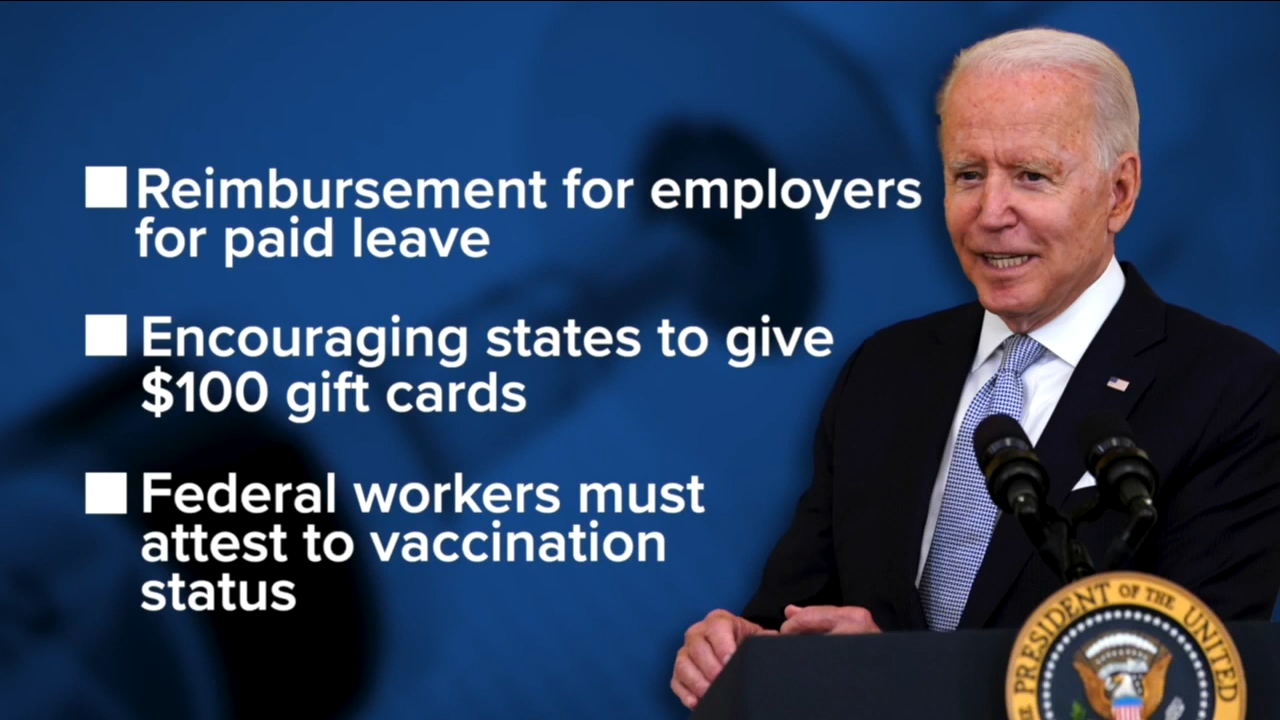 Reimbursement for employers
for paid leave
Encouraging states to give
$100 gift cards
Federal workers must
attest to vaccination
status
PRESIDENT OF THE UNITED